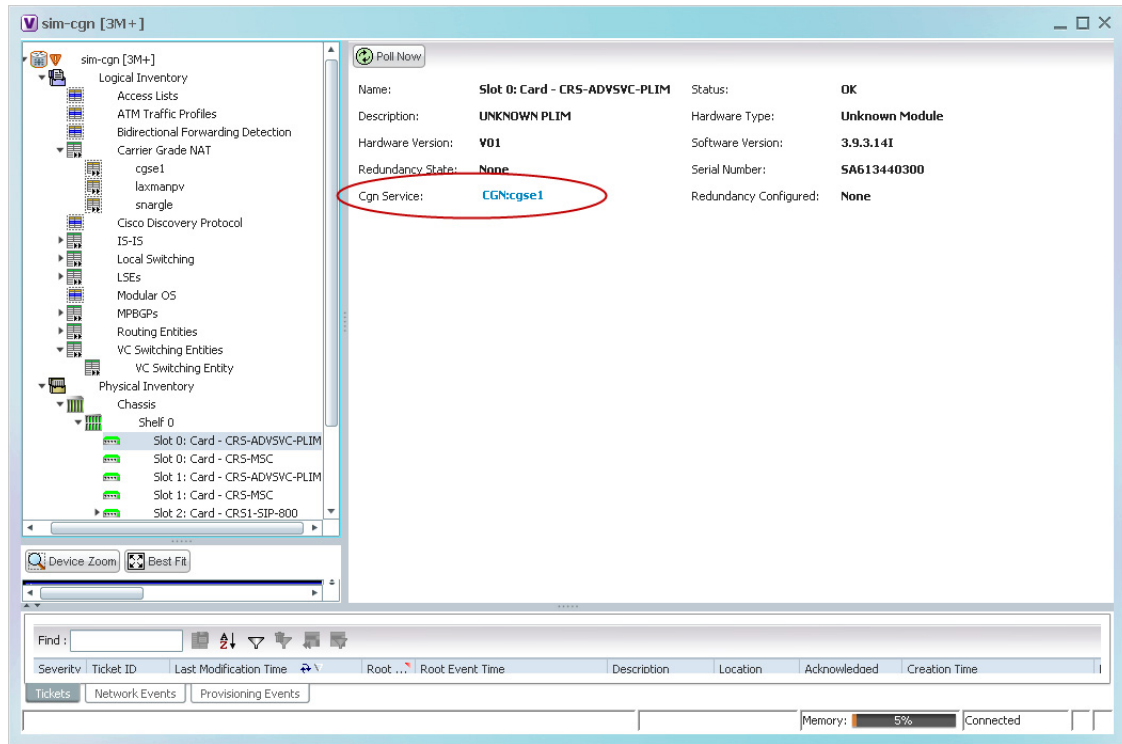 sim-cgn [3M+]
sim-cgn [3M+]
Logical Inventory
Access Lists
ATM Traffic Profiles
Bidirectional Forwarding Detection
Carrier Grade NAT
cgse1
laxmanpv
snargle
Cisco Discovery Protocol
IS-IS
Local Switching
LSEs
Modular OS
MPBGPs
Routing Entities
VC Switching Entities
VC Switching Entity
Physical Inventory
Chassis
Shelf 0
Slot 0: Card - CRS-ADVSVC-PLIM
Slot 0: Card - CRS-MSC
Slot 1: Card - CRS-ADVSVC-PLIM
Slot 1: Card - CRS-MSC
Slot 2: Card - CRS1-SIP-800
Device Zoom Best Fit
Poll Now
Name: Slot 0: Card - CRS-ADVSVC-PLIM Status: OK
Description: UNKNOWN PLIM Hardware Type: Unknown Module
Hardware Version: V01 Software Version: 3.9.3.14I
Redundancy State: None Serial Number: SA613440300
Cgn Service: CGN:cgse1 Redundancy Configured: None
Find :
Severity Ticket ID Last Modification Time Root ... Root Event Time Description Location Acknowledged Creation Time
Tickets Network Events Provisioning Events
Memory: 5% Connected